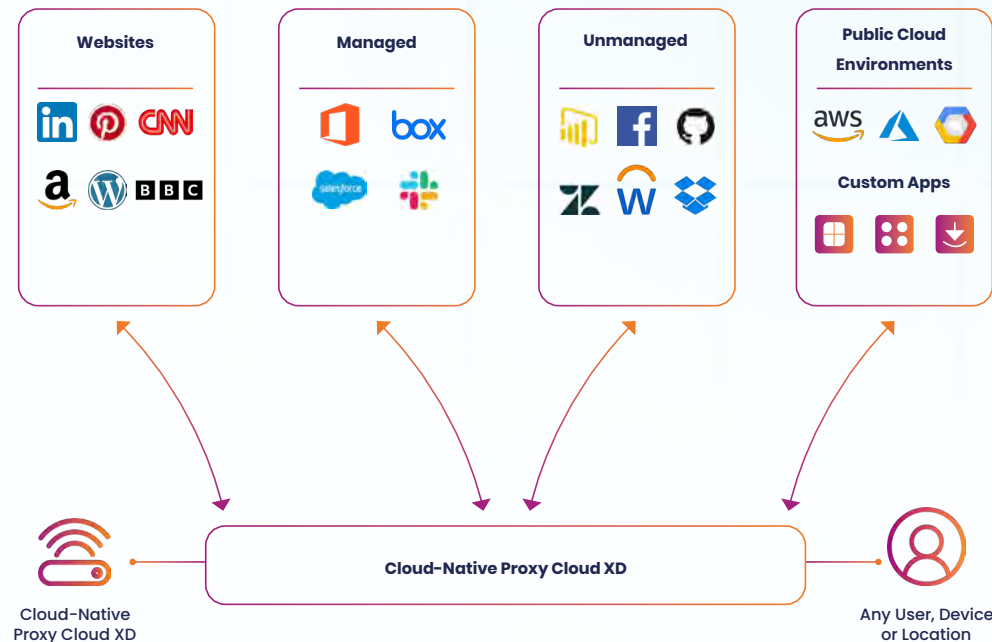 Websites
Managed
Unmanaged
Public Cloud
Environments
in
CNN
a
W
BBC
box
salesforce
f
W
aws
Custom Apps
Cloud-Native Proxy Cloud XD
Cloud-Native
Proxy Cloud XD
Any User, Device
or Location